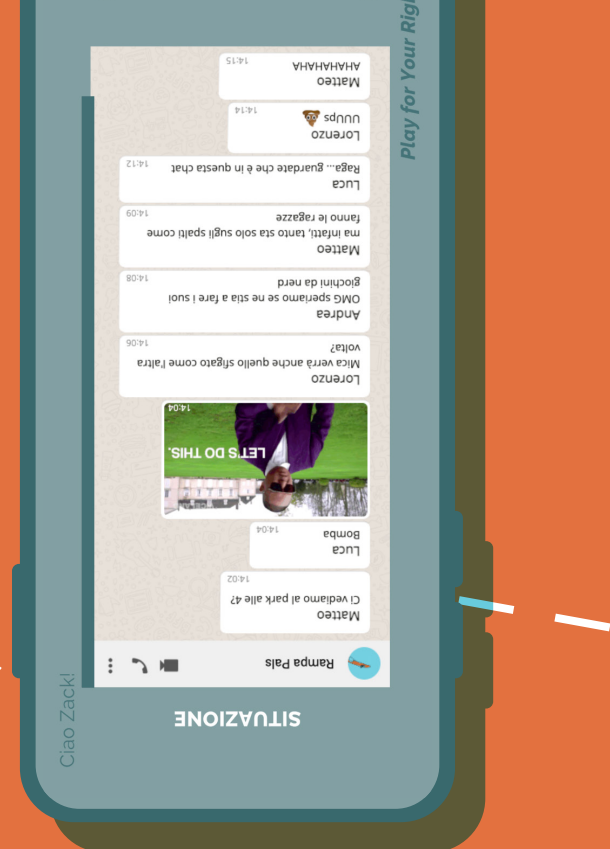 SITUAZIONE
Rampa Pals
Matteo
Ci vediamo al park alle 4?
14:02
Luca
Bomba
14:04
LET'S DO THIS.
14:04
Lorenzo
Mica verrà anche quello sfigato come l'altra
volta?
14:06
Andrea
OMG speriamo se ne stia a fare i suoi
giochini da nerd
14:08
Matteo
ma infatti, tanto sta solo sugli spalti come
fanno le ragazze
14:09
Luca
Raga... guardate che è in questa chat
14:12
Lorenzo
UUUps
14:14
Matteo
AHAHAHAHA
14:15
Ciao Zack!
Play for Your